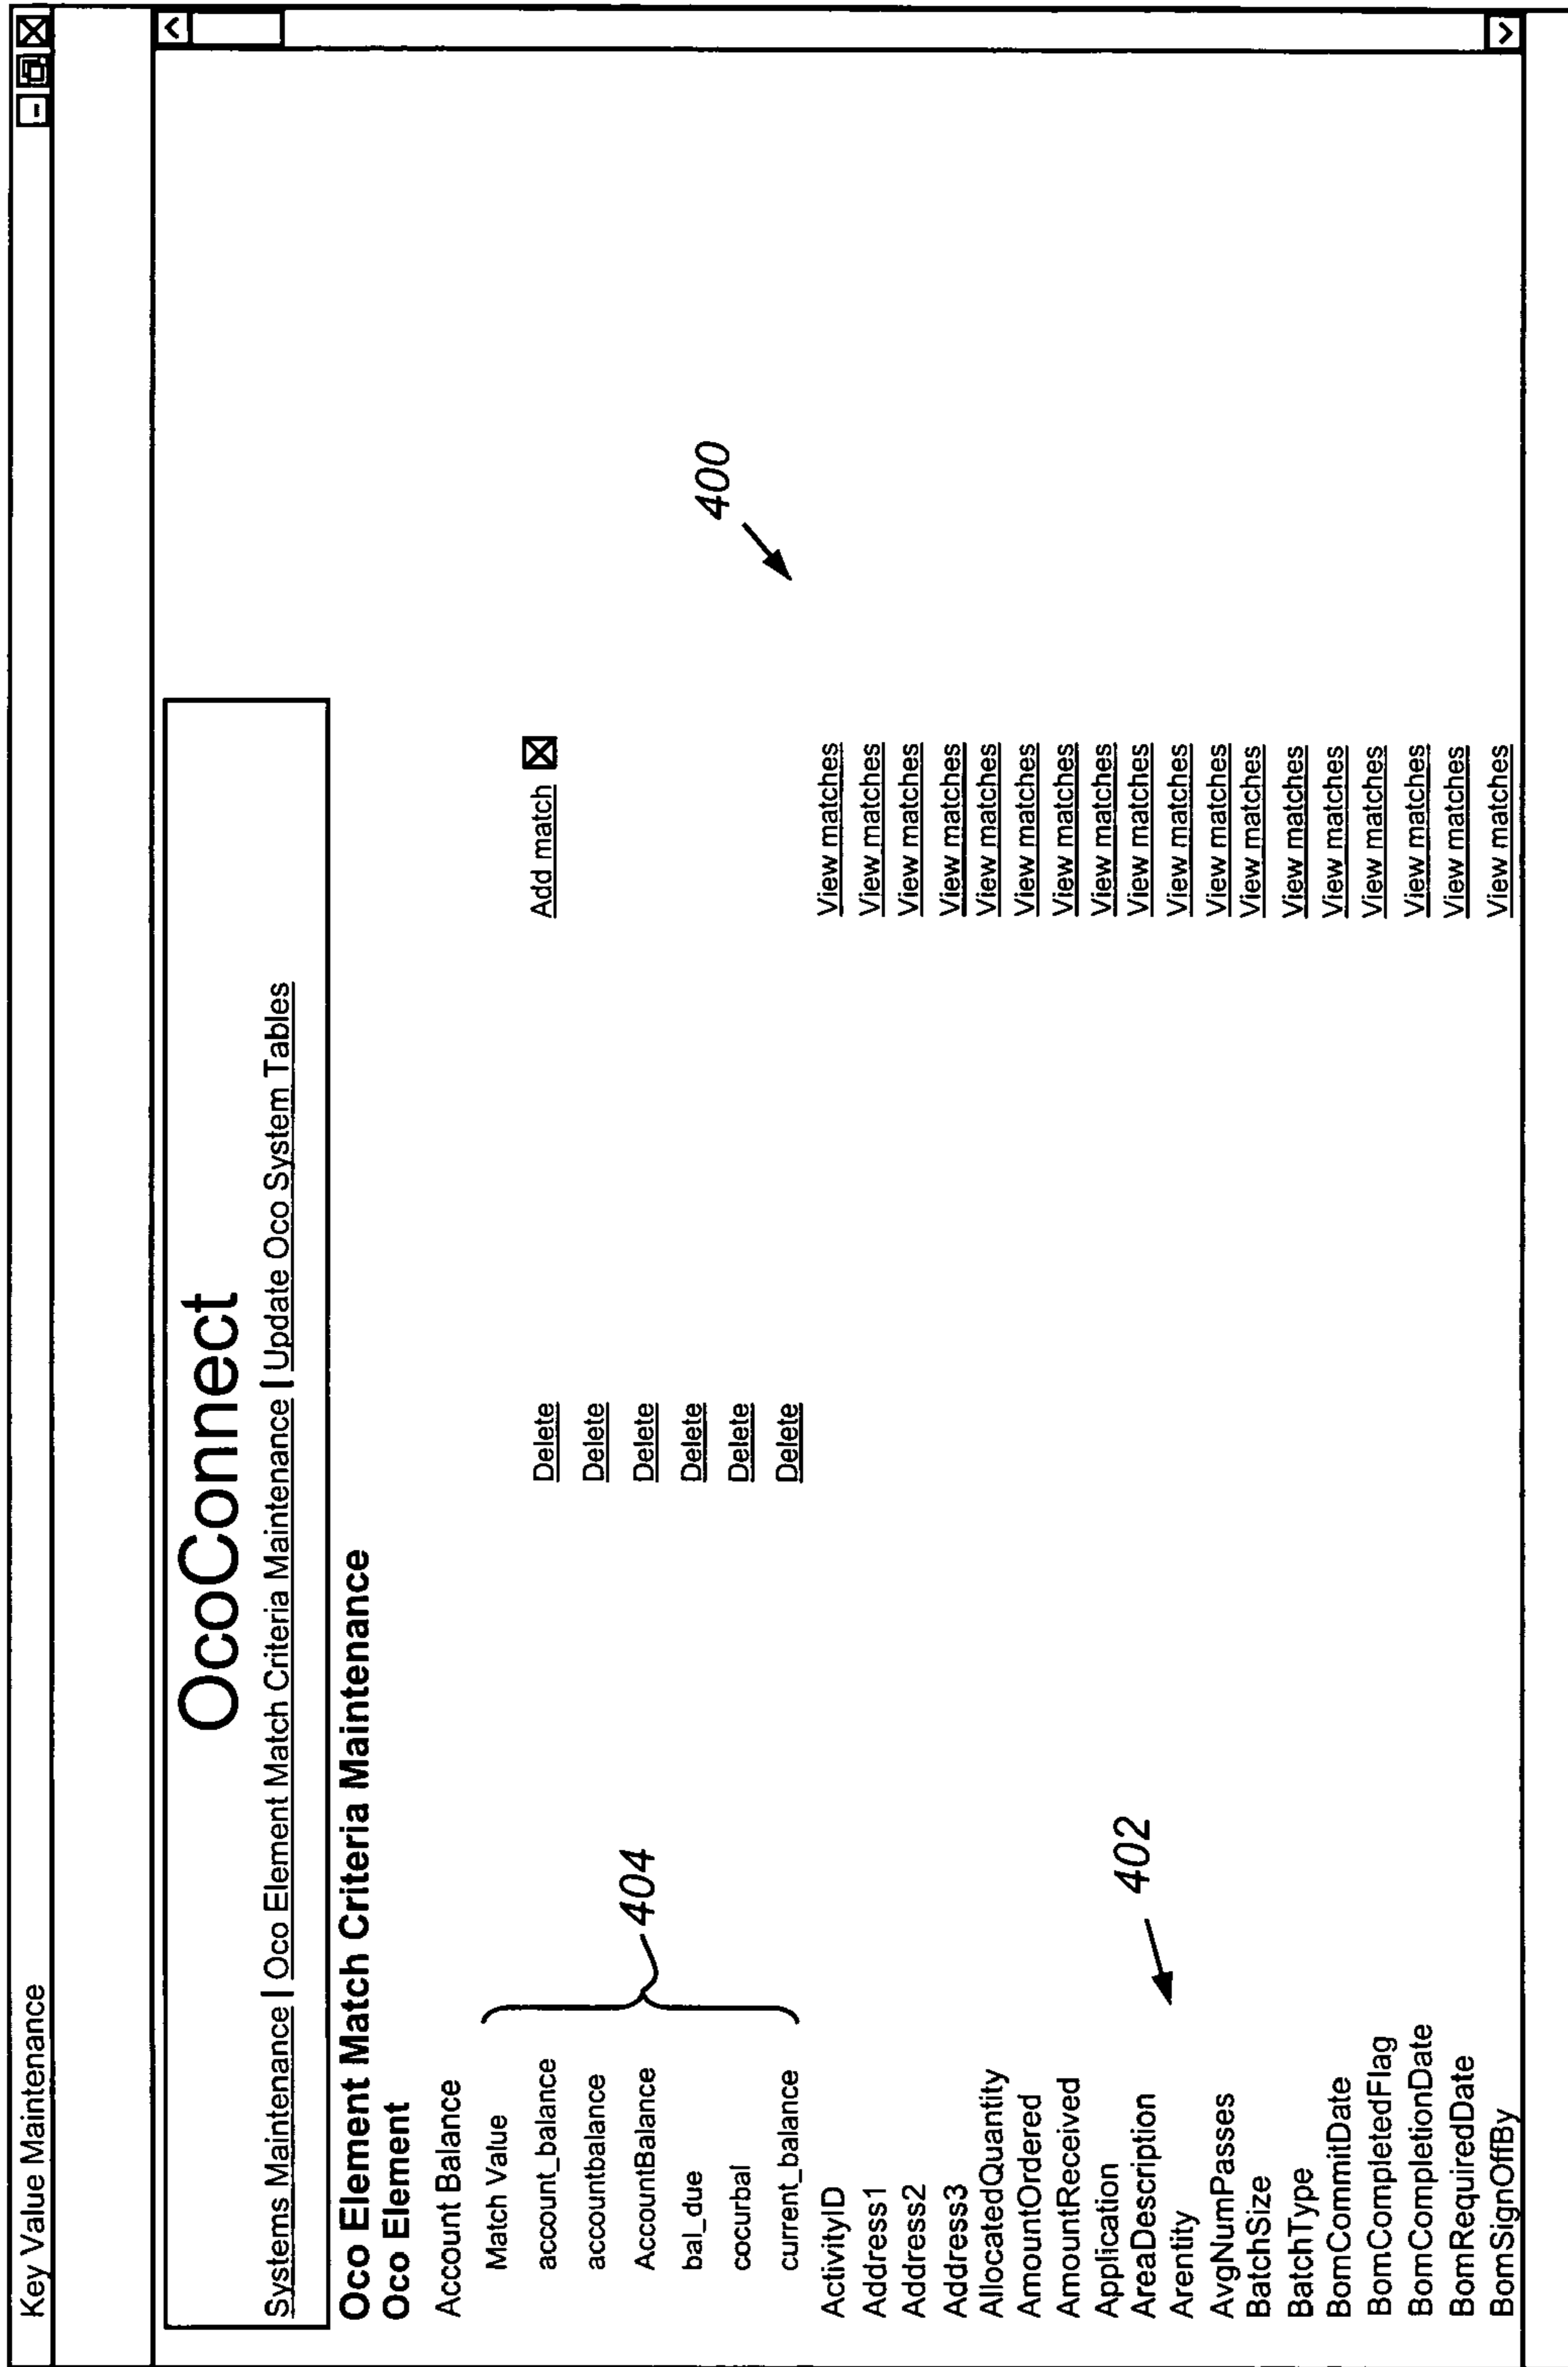 Key Value Maintenance
OcoConnect
Systems Maintenance | Oco Element Match Criteria Maintenance | Update Oco System Tables
Oco Element Match Criteria Maintenance
Oco Element
Account Balance
Match Value
account_balance Delete Add match
accountbalance Delete
AccountBalance Delete
404
bal_due Delete
400
cocurbal Delete
current_balance Delete
ActivityID View matches
Address1 View matches
Address2 View matches
Address3 View matches
AllocatedQuantity View matches
AmountOrdered View matches
AmountReceived View matches
Application View matches
AreaDescription View matches
402
Arentity View matches
AvgNumPasses View matches
BatchSize View matches
BatchType View matches
BomCommitDate View matches
BomCompletedFlag View matches
BomCompletionDate View matches
BomRequiredDate View matches
BomSignOffBy View matches